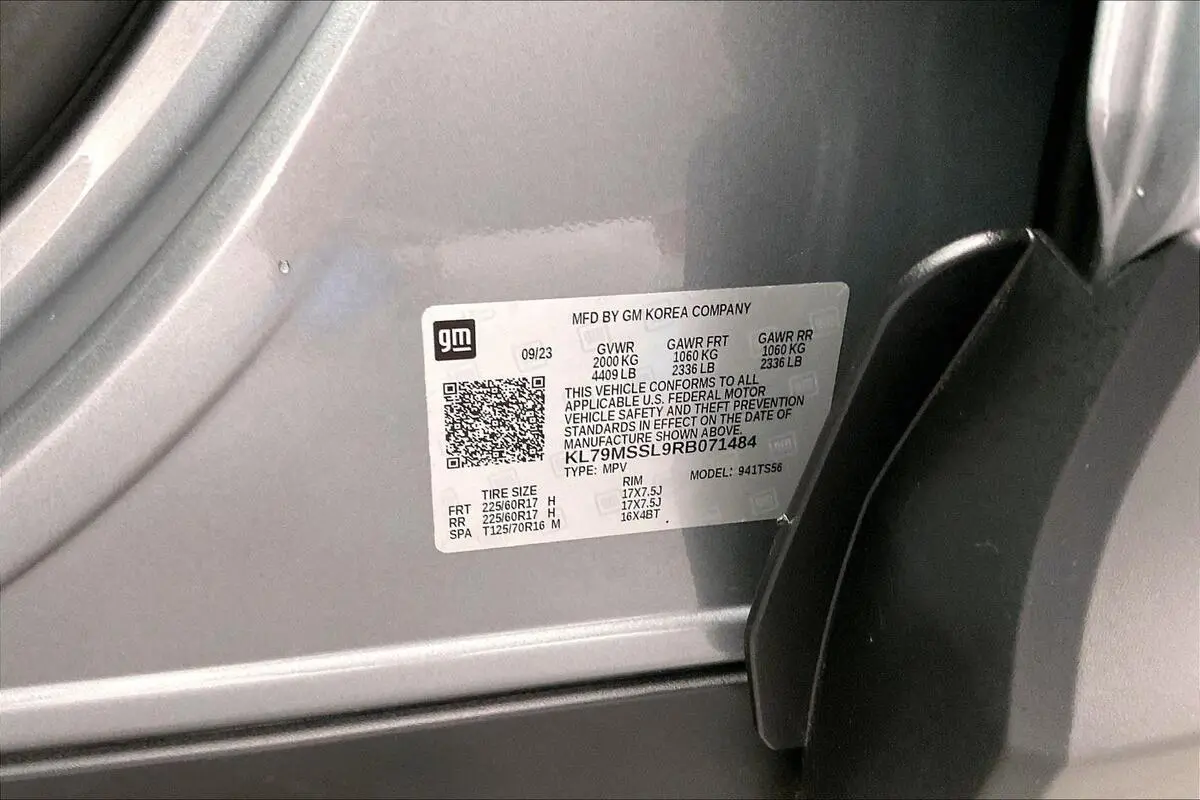 gm
MFD BY GM KOREA COMPANY
09/23
GVWR GAWR FRT GAWR RR
2000 KG 1060 KG 1060 KG
4409 LB 2336 LB 2336 LB
THIS VEHICLE CONFORMS TO ALL
APPLICABLE U.S. FEDERAL MOTOR
VEHICLE SAFETY AND THEFT PREVENTION
STANDARDS IN EFFECT ON THE DATE OF
MANUFACTURE SHOWN ABOVE.
KL79MSSL9RB071484
TYPE: MPV MODEL: 941TS56
TIRE SIZE RIM
FRT 225/60R17 H 17X7.5J
RR 225/60R17 H 17X7.5J
SPA T125/70R16 M 16X4BT